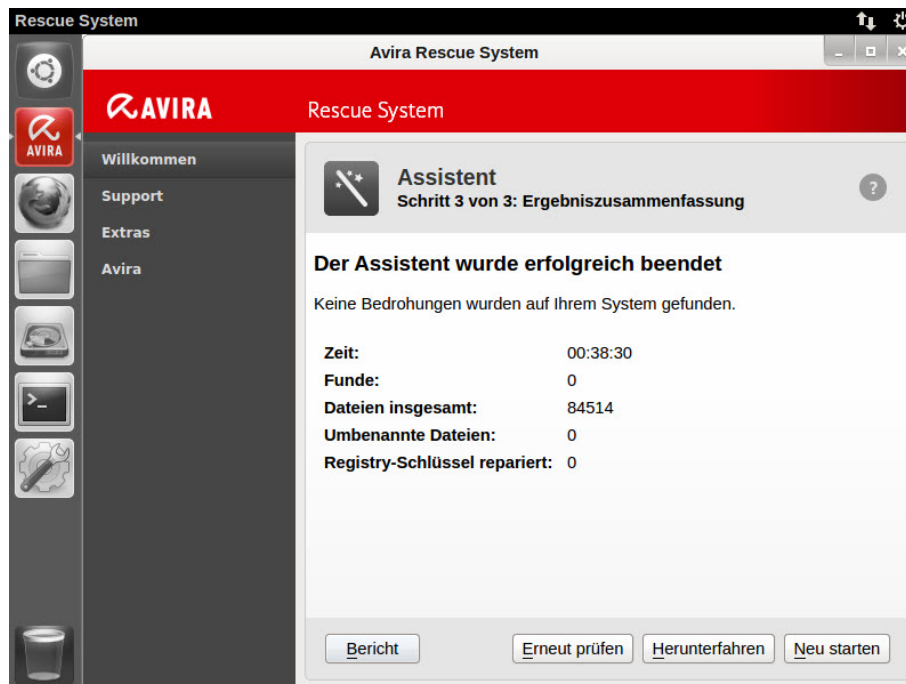 Rescue System
Avira Rescue System
AVIRA
Rescue System
AVIRA
Willkommen
Support
Extras
Avira
Assistent
Schritt 3 von 3: Ergebniszusammenfassung
?
Der Assistent wurde erfolgreich beendet
Keine Bedrohungen wurden auf Ihrem System gefunden.
Zeit: 00:38:30
Funde: 0
Dateien insgesamt: 84514
Umbenannte Dateien: 0
Registry-Schlüssel repariert: 0
>_
Bericht Erneut prüfen Herunterfahren Neu starten